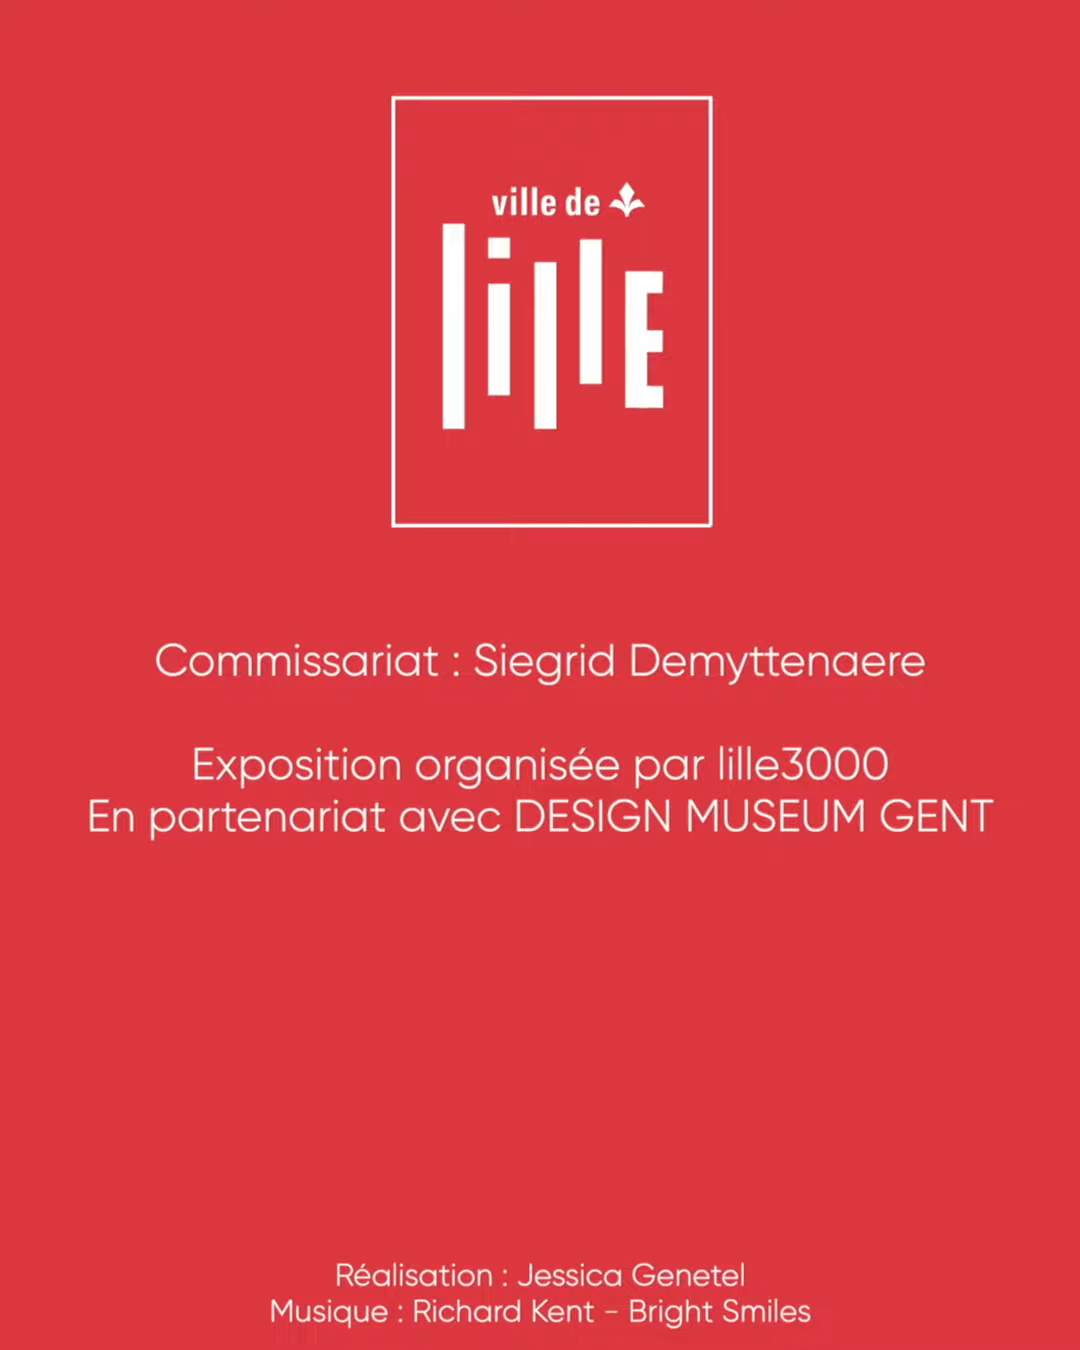 ville de
lille
Commissariat : Siegrid Demyttenaere
Exposition organisée par lille3000
En partenariat avec DESIGN MUSEUM GENT
Réalisation : Jessica Genetel
Musique : Richard Kent - Bright Smiles